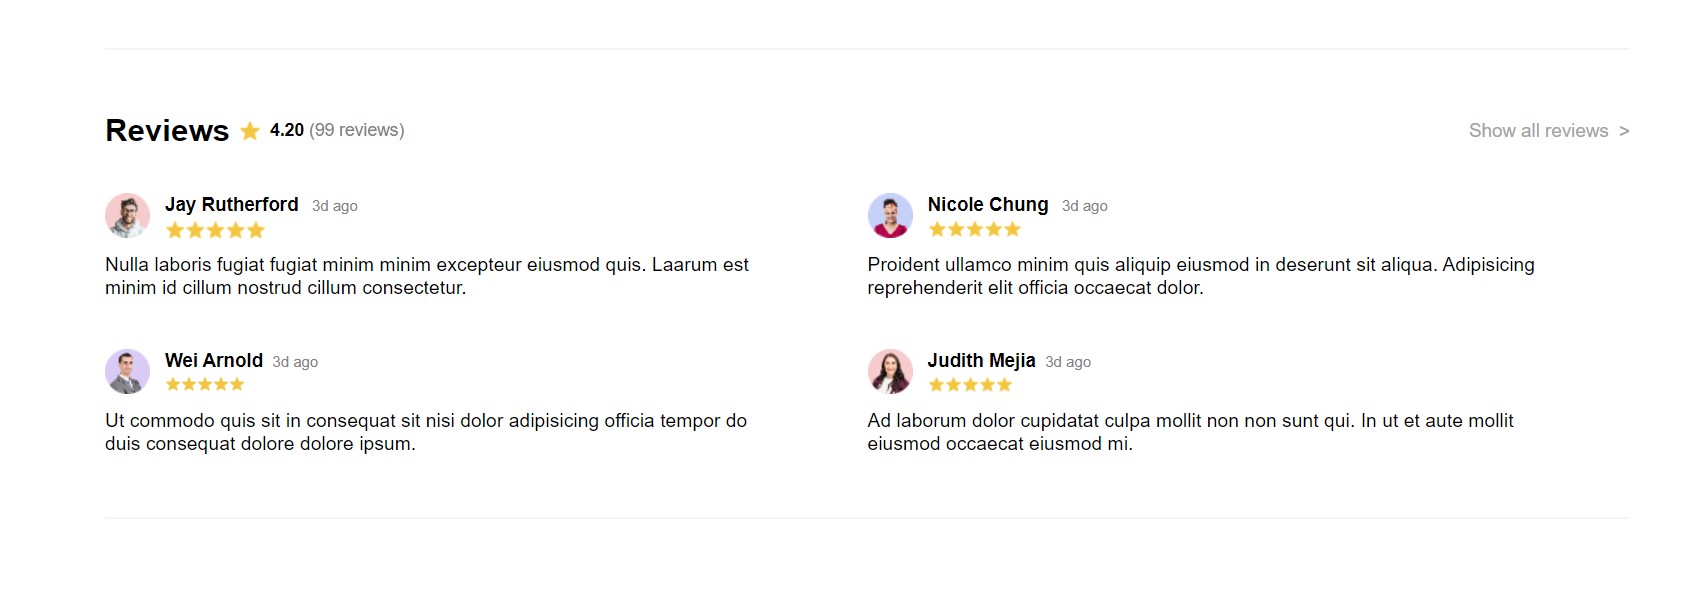 Reviews 4.20 (99 reviews)
Show all reviews >
Jay Rutherford 3d ago
Nulla laboris fugiat fugiat minim minim excepteur eiusmod quis. Laarum est
minim id cillum nostrud cillum consectetur.
Nicole Chung 3d ago
Proident ullamco minim quis aliquip eiusmod in deserunt sit aliqua. Adipisicing
reprehenderit elit officia occaecat dolor.
Wei Arnold 3d ago
Ut commodo quis sit in consequat sit nisi dolor adipisicing officia tempor do
duis consequat dolore dolore ipsum.
Judith Mejia 3d ago
Ad laborum dolor cupidatat culpa mollit non non sunt qui. In ut et aute mollit
eiusmod occaecat eiusmod mi.